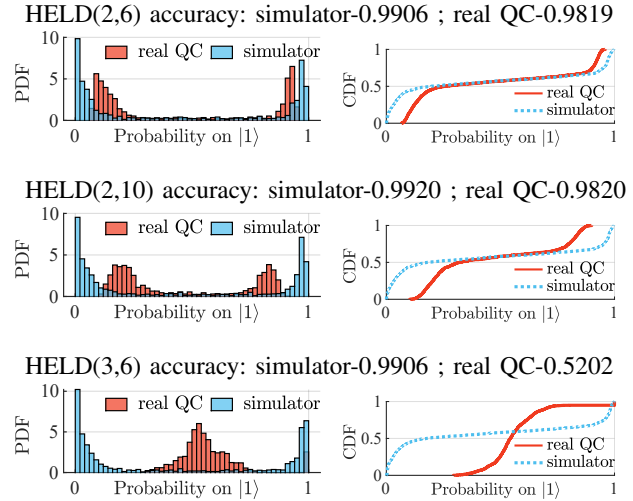 HELD(2,6) accuracy: simulator-0.9906 ; real QC-0.9819
10
5
0
PDF
real QC
simulator
0
1
Probability on |1⟩
1
0.5
0
CDF
real QC
simulator
0
1
Probability on |1⟩
HELD(2,10) accuracy: simulator-0.9920 ; real QC-0.9820
10
5
0
PDF
real QC
simulator
0
1
Probability on |1⟩
1
0.5
0
CDF
real QC
simulator
0
1
Probability on |1⟩
HELD(3,6) accuracy: simulator-0.9906 ; real QC-0.5202
10
5
0
PDF
real QC
simulator
0
1
Probability on |1⟩
1
0.5
0
CDF
real QC
simulator
0
1
Probability on |1⟩